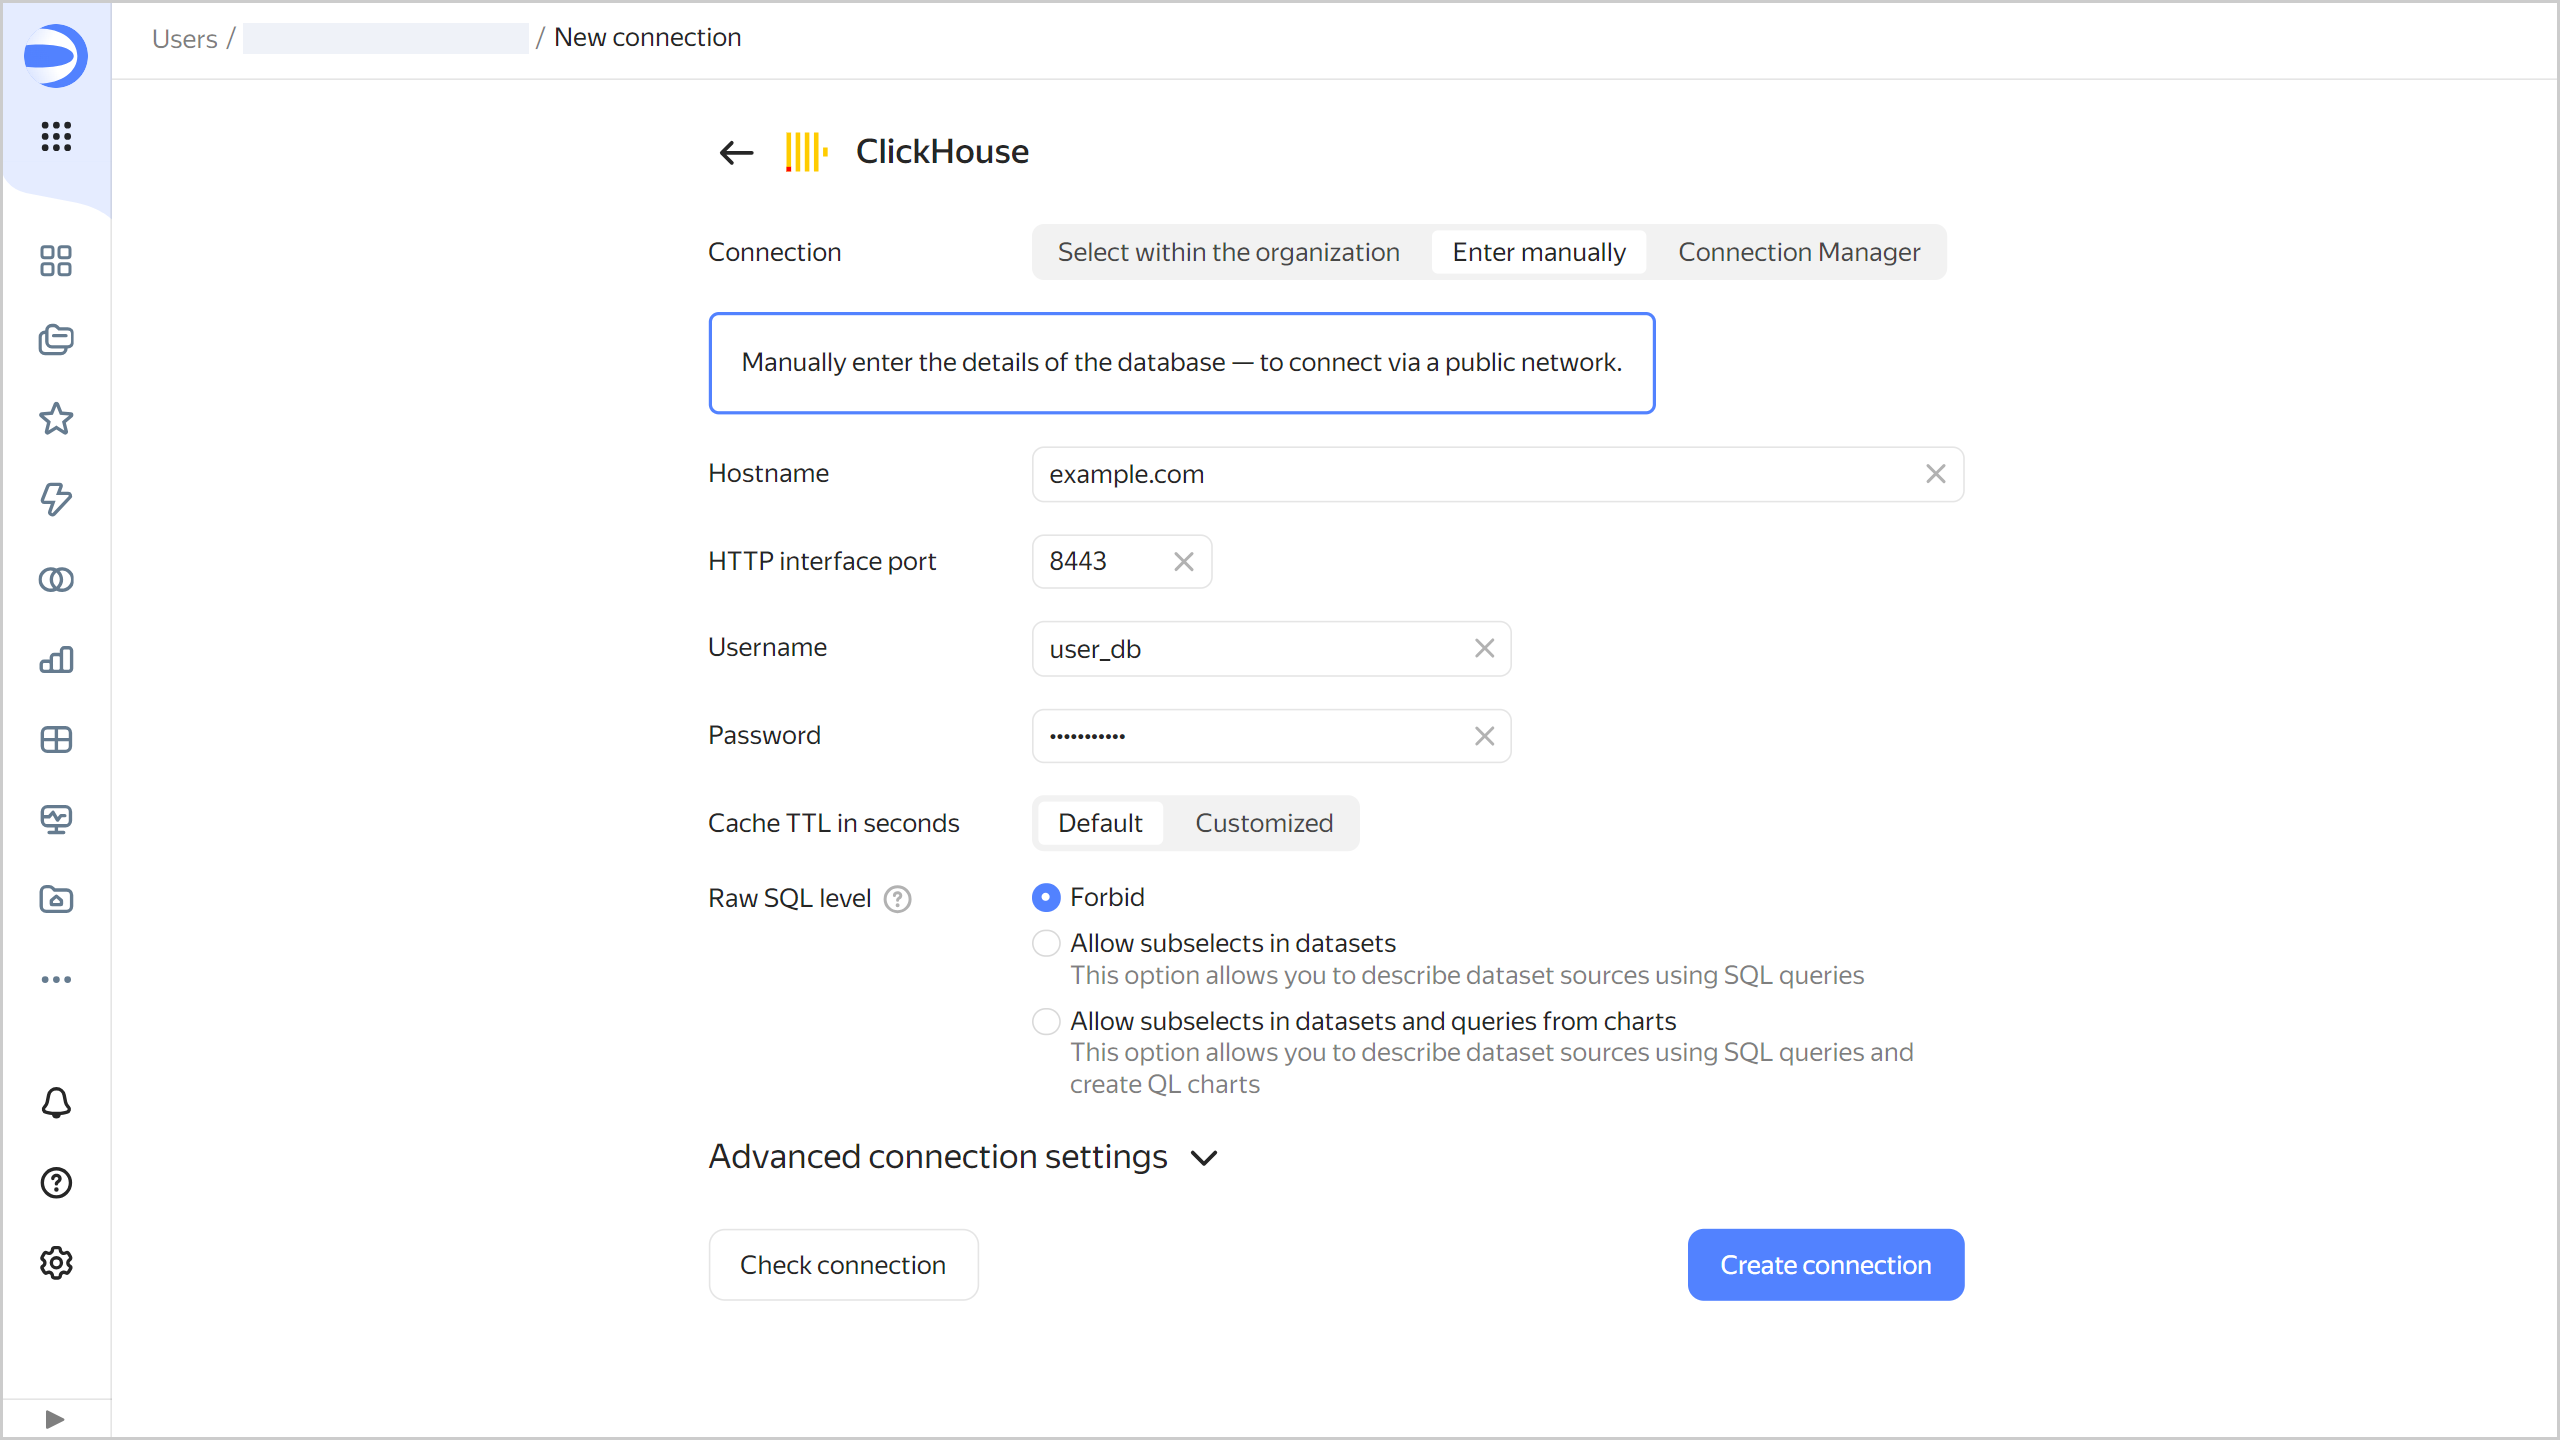 Users / / New connection
ClickHouse
Connection Select within the organization Enter manually Connection Manager
Manually enter the details of the database — to connect via a public network.
Hostname example.com
HTTP interface port 8443
Username user_db
Password •••••••••••
Cache TTL in seconds Default Customized
Raw SQL level ? Forbid
Allow subselects in datasets
This option allows you to describe dataset sources using SQL queries
Allow subselects in datasets and queries from charts
This option allows you to describe dataset sources using SQL queries and
create QL charts
Advanced connection settings
Check connection Create connection